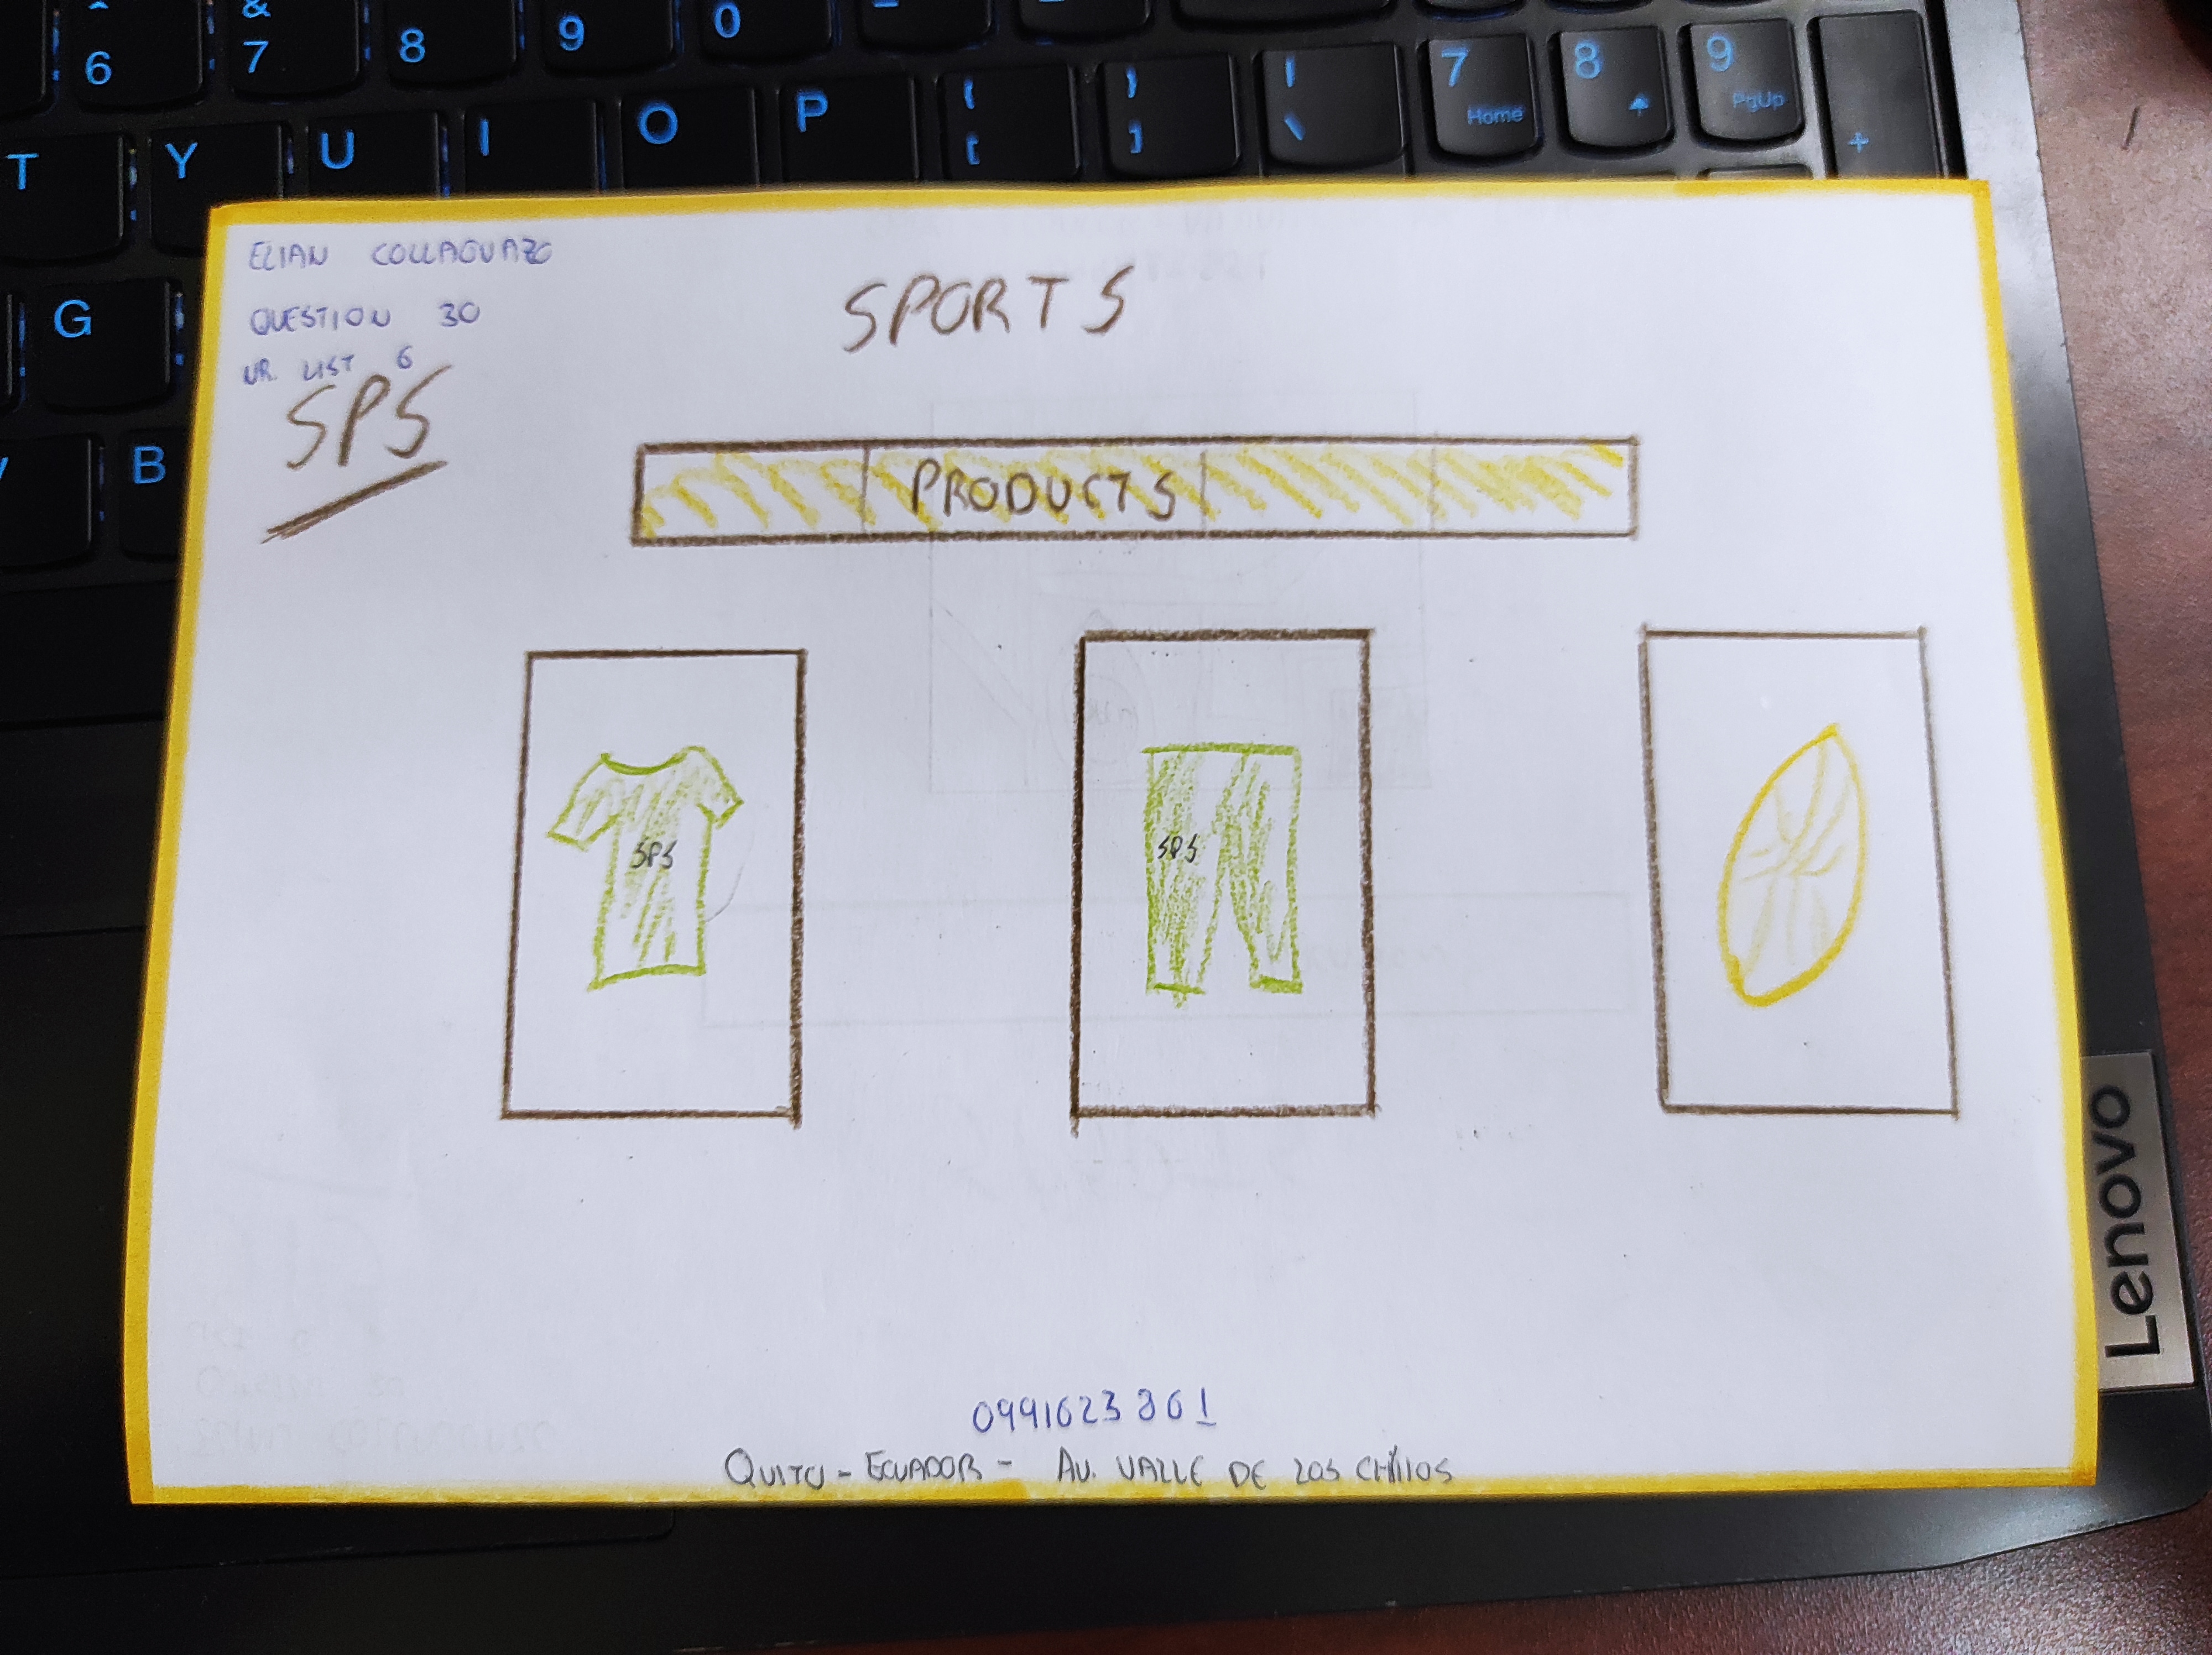 6 & 7 8 9 0
T Y U I O P { [ } ] | \ 7 Home 8 9 PgUp +
G
B
ELIAN COLLAGUAZO
QUESTION 30
NR. LIST 6
SPS
SPORTS
PRODUCTS
SPS
SPS
0991623861
QUITO - ECUADOR - AV. VALLE DE LOS CHILLOS
Lenovo